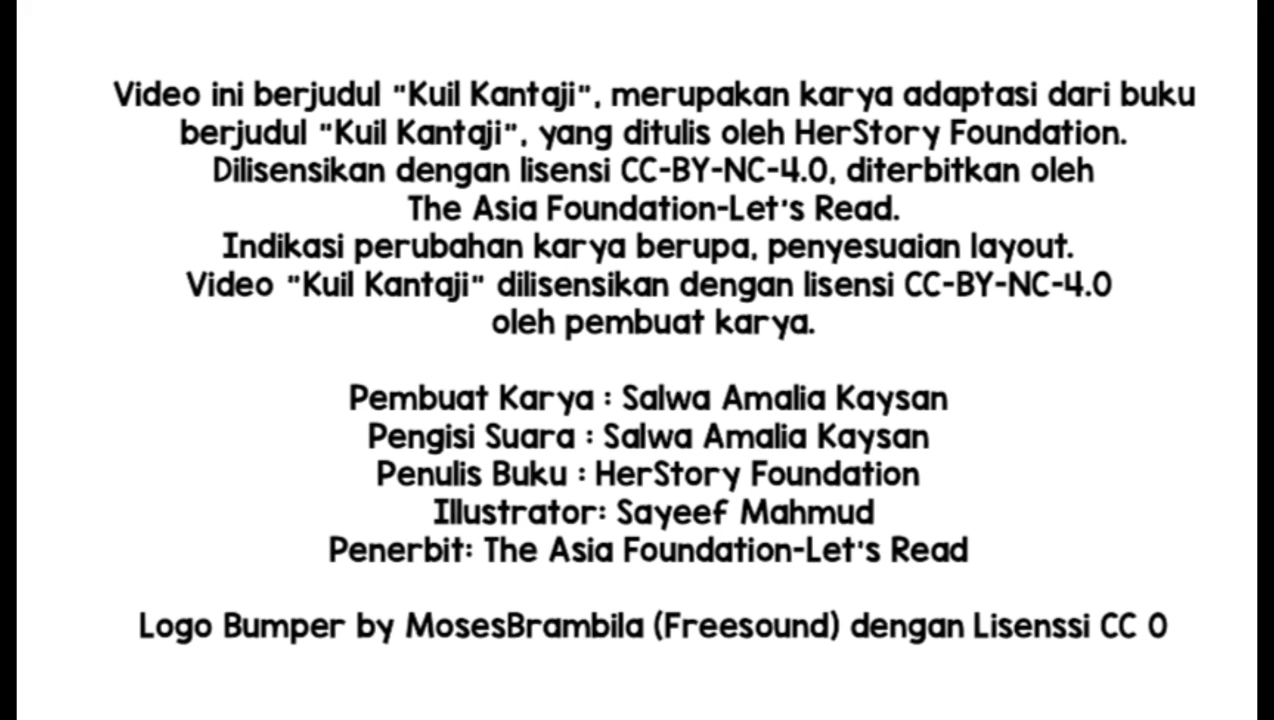 Video ini berjudul "Kuil Kantaji", merupakan karya adaptasi dari buku
berjudul "Kuil Kantaji", yang ditulis oleh HerStory Foundation.
Dilisensikan dengan lisensi CC-BY-NC-4.0, diterbitkan oleh
The Asia Foundation-Let's Read.
Indikasi perubahan karya berupa, penyesuaian layout.
Video "Kuil Kantaji" dilisensikan dengan lisensi CC-BY-NC-4.0
oleh pembuat karya.
Pembuat Karya : Salwa Amalia Kaysan
Pengisi Suara : Salwa Amalia Kaysan
Penulis Buku : HerStory Foundation
Illustrator: Sayeef Mahmud
Penerbit: The Asia Foundation-Let's Read
Logo Bumper by MosesBrambila (Freesound) dengan Lisenssi CC 0